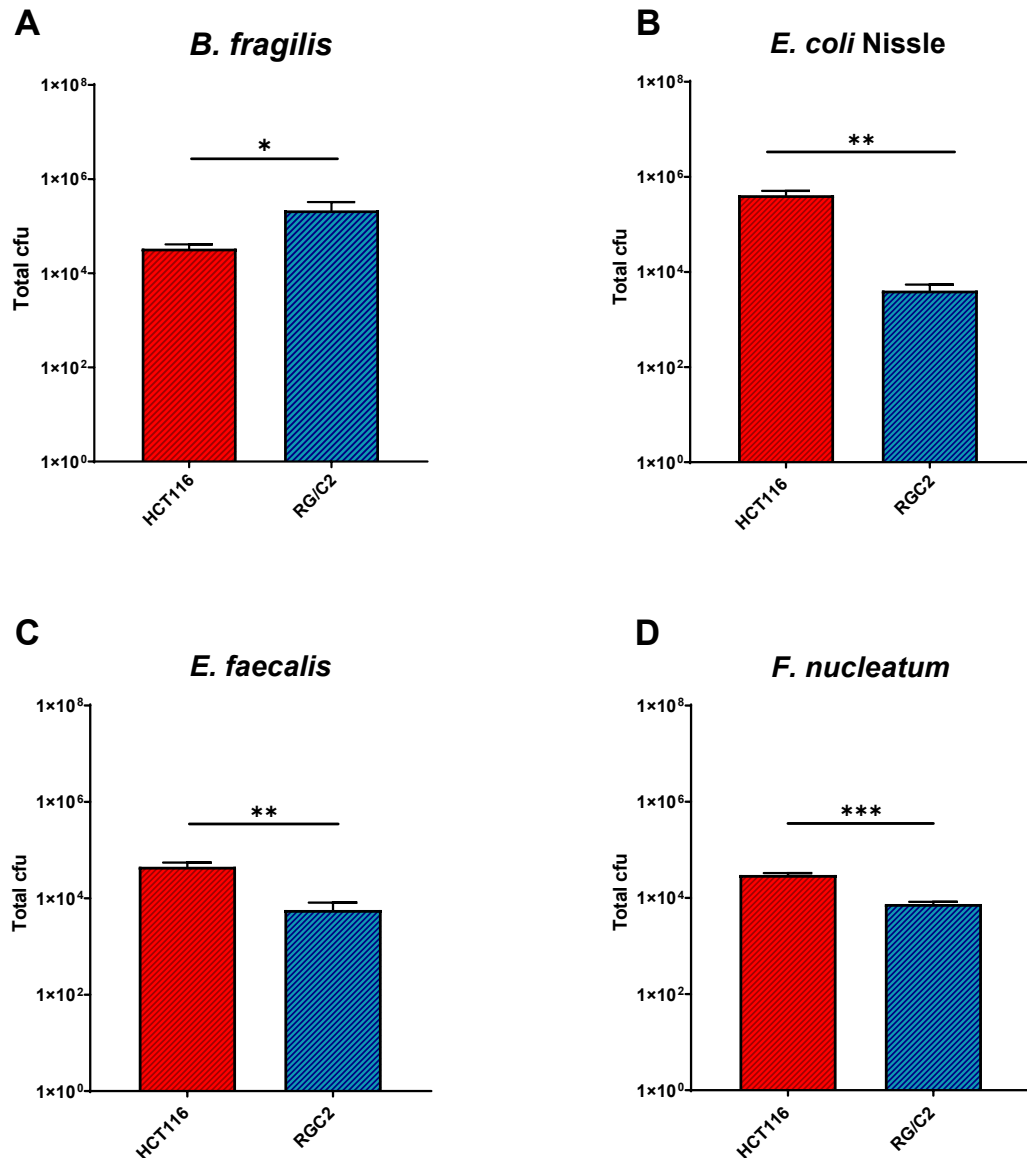 A
B. fragilis
1×10⁸
1×10⁶
1×10⁴
1×10²
1×10⁰
Total cfu
*
HCT116
RG/C2
B
E. coli Nissle
1×10⁸
1×10⁶
1×10⁴
1×10²
1×10⁰
Total cfu
**
HCT116
RGC2
C
E. faecalis
1×10⁸
1×10⁶
1×10⁴
1×10²
1×10⁰
Total cfu
**
HCT116
RGC2
D
F. nucleatum
1×10⁸
1×10⁶
1×10⁴
1×10²
1×10⁰
Total cfu
***
HCT116
RG/C2